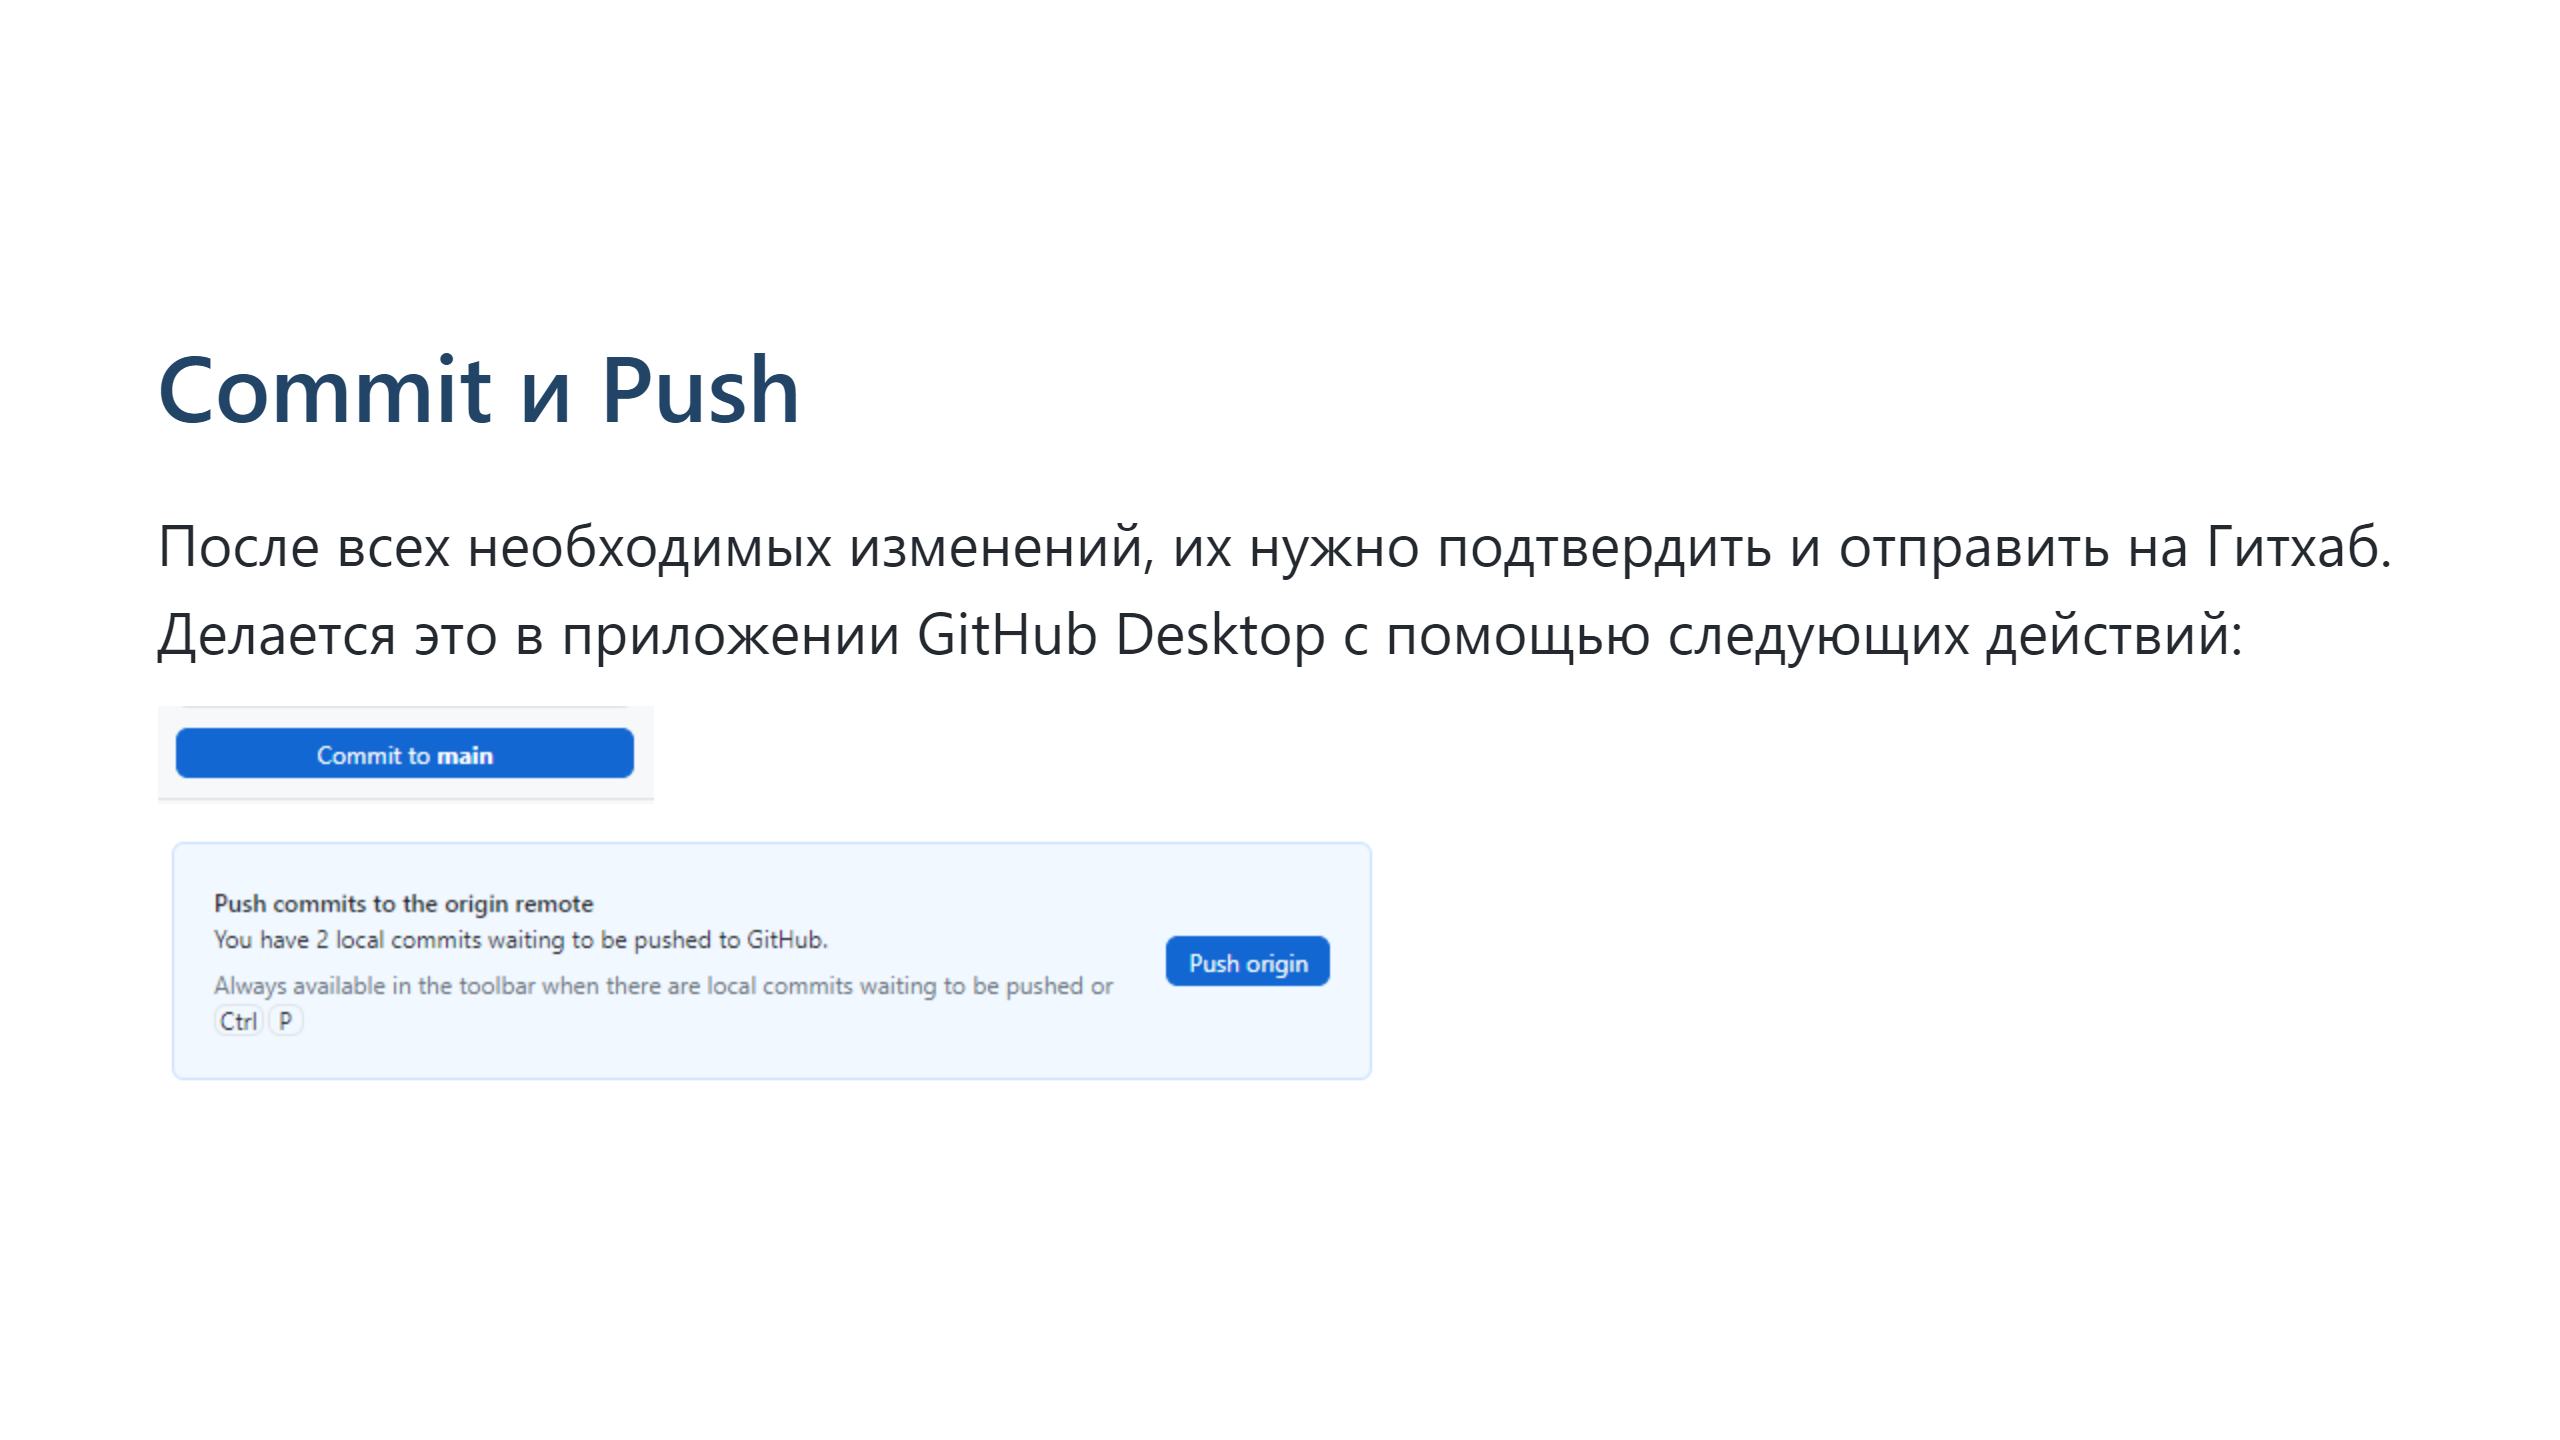 Commit и Push
После всех необходимых изменений, их нужно подтвердить и отправить на Гитхаб.
Делается это в приложении GitHub Desktop с помощью следующих действий:
Commit to main
Push commits to the origin remote
You have 2 local commits waiting to be pushed to GitHub.
Push origin
Always available in the toolbar when there are local commits waiting to be pushed or
Ctrl P